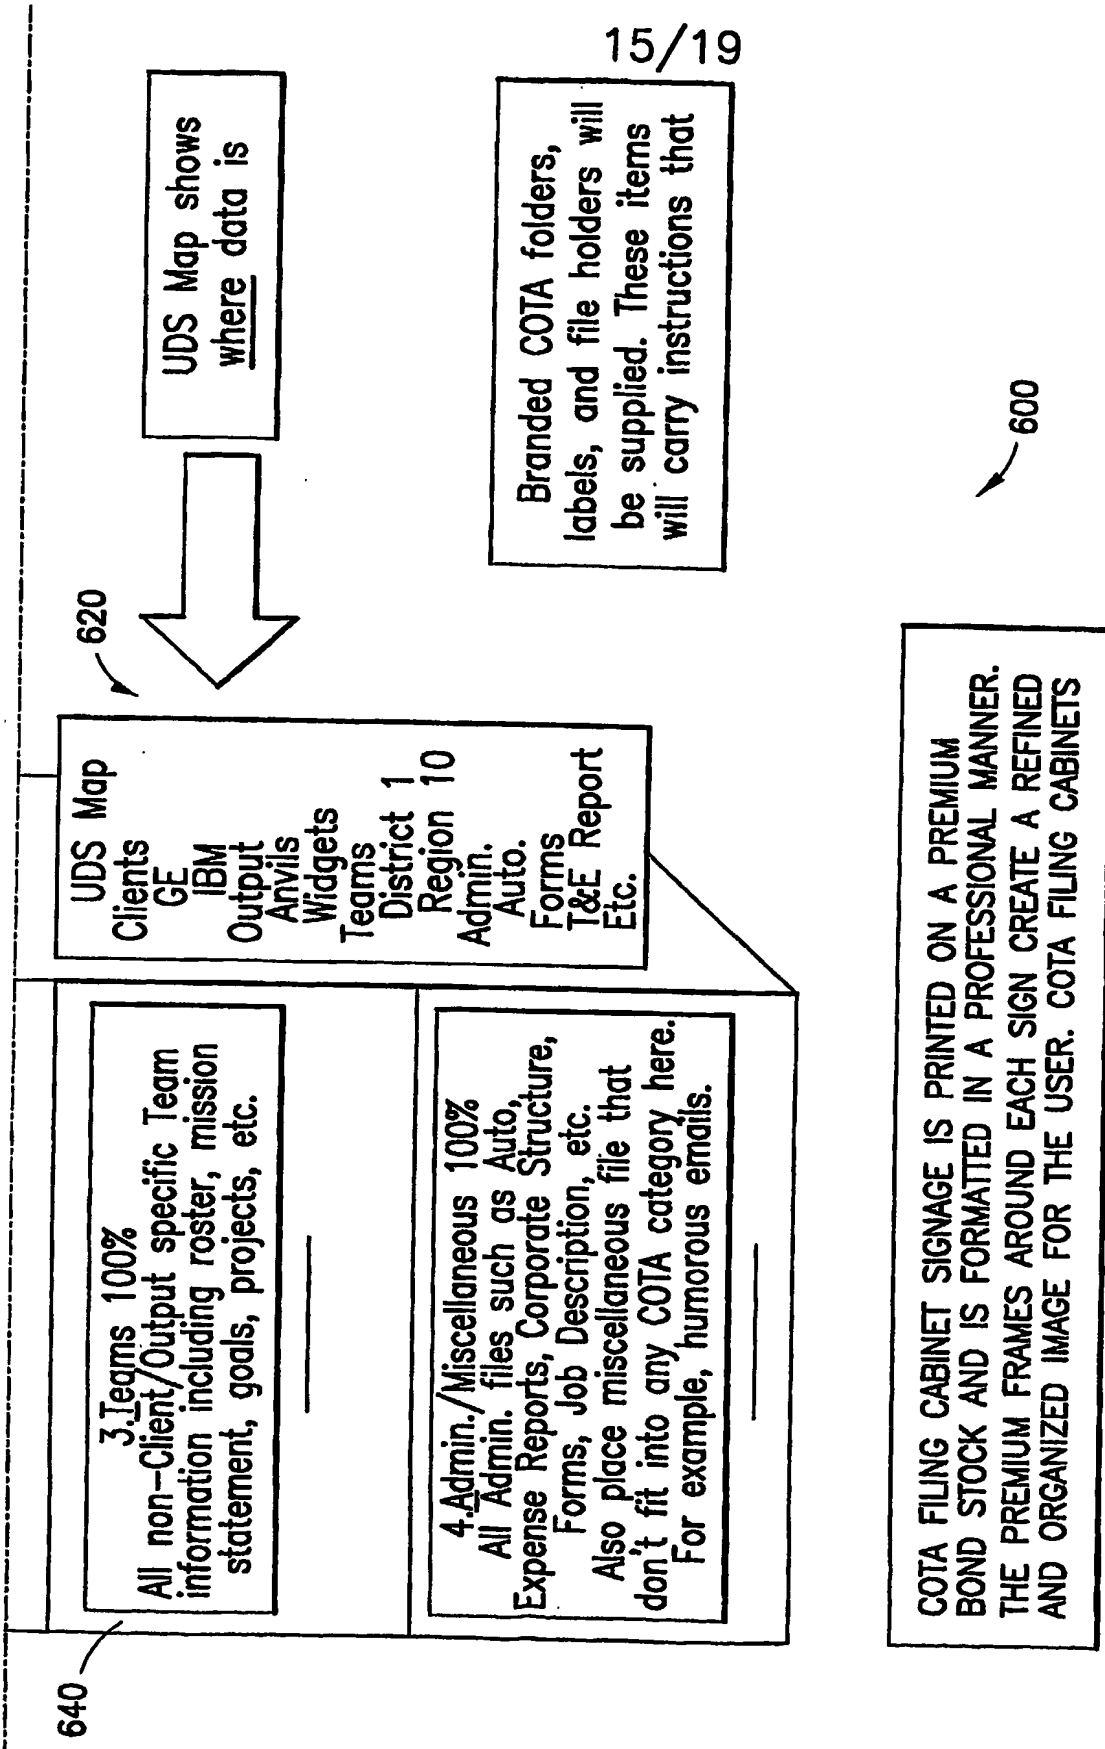 15/19
640
3.Teams 100%
All non-Client/Output specific Team
information including roster, mission
statement, goals, projects, etc.
4.Admin./Miscellaneous 100%
All Admin. files such as Auto,
Expense Reports, Corporate Structure,
Forms, Job Description, etc.
Also place miscellaneous file that
don't fit into any COTA category here.
For example, humorous emails.
620
UDS Map
Clients
GE
IBM
Output
Anvils
Widgets
Teams
District 1
Region 10
Admin.
Auto.
Forms
T&E Report
Etc.
UDS Map shows
where data is
Branded COTA folders,
labels, and file holders will
be supplied. These items
will carry instructions that
600
COTA FILING CABINET SIGNAGE IS PRINTED ON A PREMIUM
BOND STOCK AND IS FORMATTED IN A PROFESSIONAL MANNER.
THE PREMIUM FRAMES AROUND EACH SIGN CREATE A REFINED
AND ORGANIZED IMAGE FOR THE USER. COTA FILING CABINETS